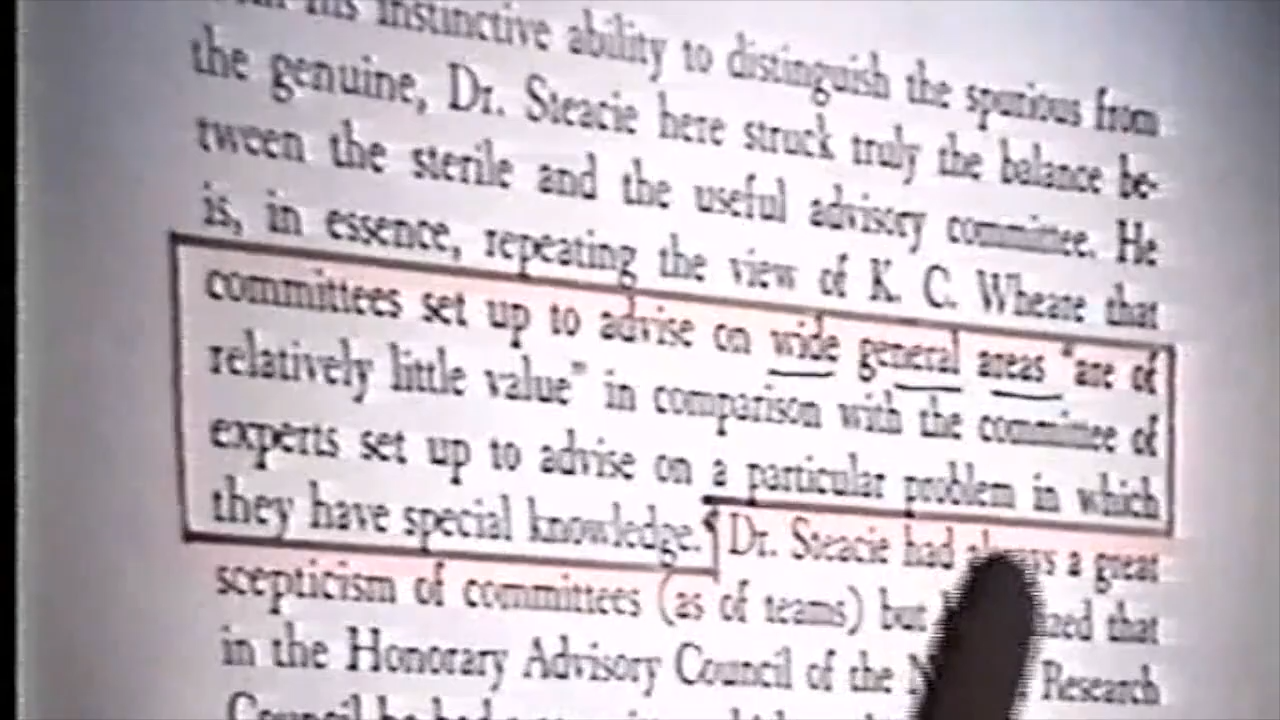 his instinctive ability to distinguish the spurious from
the genuine, Dr. Steacie here struck truly the balance be-
tween the sterile and the useful advisory committee. He
is, in essence, repeating the view of K. C. Wheare that
committees set up to advise on wide general areas "are of
relatively little value" in comparison with the committee of
experts set up to advise on a particular problem in which
they have special knowledge. Dr. Steacie had always a great
scepticism of committees (as of teams) but that
in the Honorary Advisory Council of the Research
Council he had